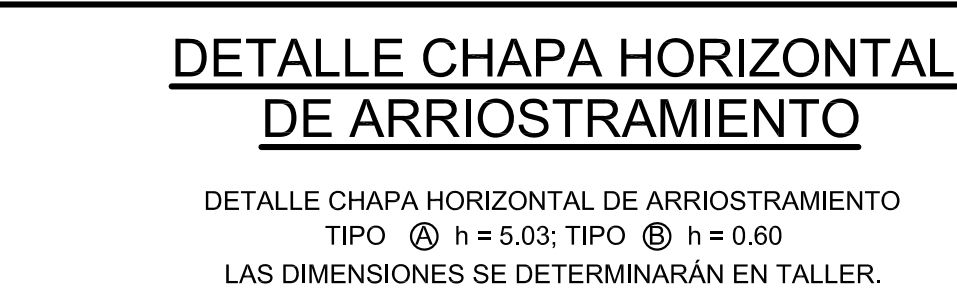 DETALLE CHAPA HORIZONTAL
DE ARRIOSTRAMIENTO
DETALLE CHAPA HORIZONTAL DE ARRIOSTRAMIENTO
TIPO Ⓐ h = 5.03; TIPO Ⓑ h = 0.60
LAS DIMENSIONES SE DETERMINARÁN EN TALLER.